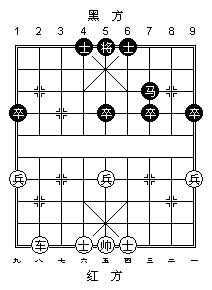 黑 方
1 2 3 4 5 6 7 8 9
士 将 士
马
卒 卒 卒 卒
兵 兵 兵
车 士 帅 士
九 八 七 六 五 四 三 二 一
红 方